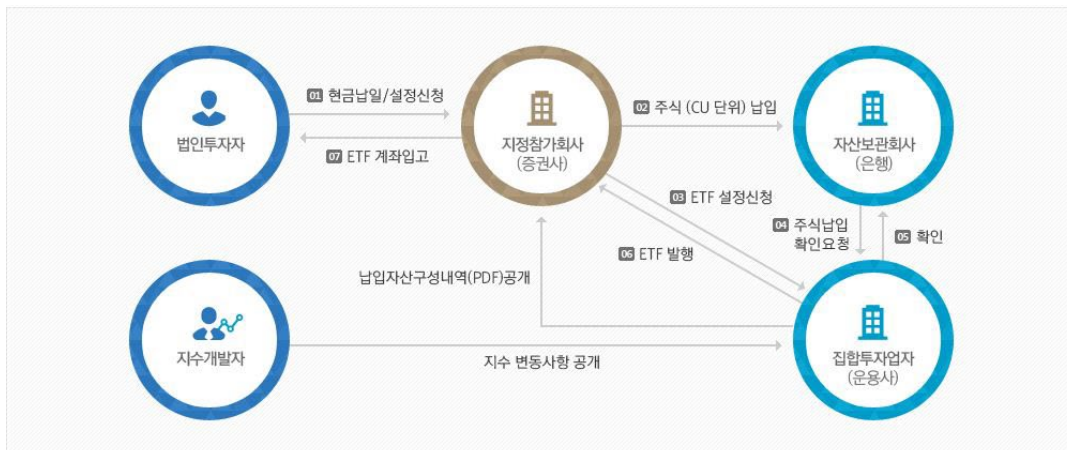 01 현금납일/설정신청
02 주식 (CU 단위) 납입
법인투자자
지정참가회사
(증권사)
자산보관회사
(은행)
07 ETF 계좌입고
03 ETF 설정신청
04 주식납입
확인요청
05 확인
06 ETF 발행
납입자산구성내역(PDF)공개
지수개발자
지수 변동사항 공개
집합투자업자
(운용사)